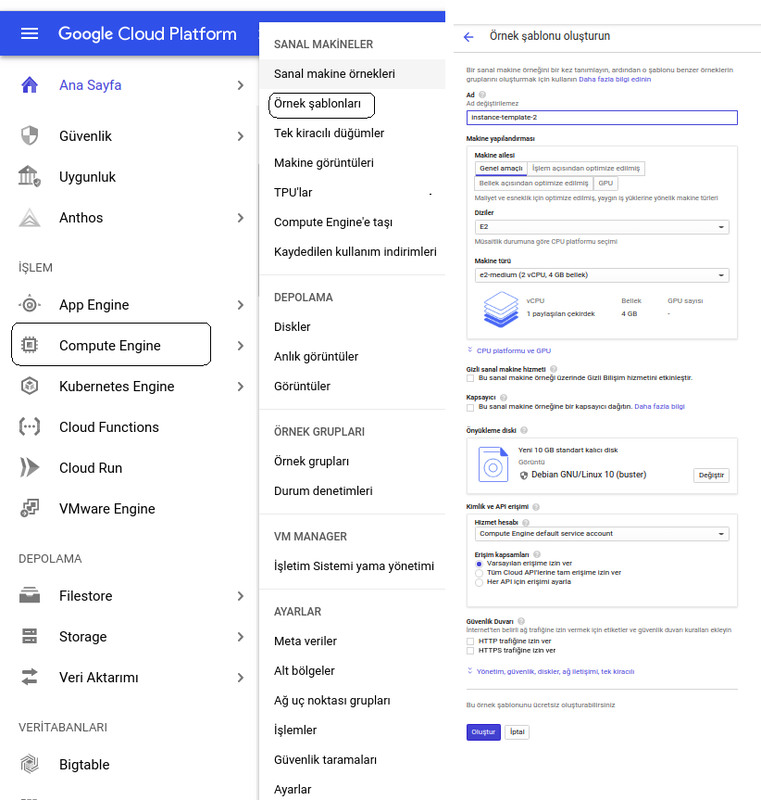 Google Cloud Platform
Ana Sayfa
Güvenlik
Uygunluk
Anthos
İŞLEM
App Engine
Compute Engine
Kubernetes Engine
Cloud Functions
Cloud Run
VMware Engine
DEPOLAMA
Filestore
Storage
Veri Aktarımı
VERİTABANLARI
Bigtable
SANAL MAKİNELER
Sanal makine örnekleri
Örnek şablonları
Tek kiracılı düğümler
Makine görüntüleri
TPU'lar
Compute Engine'e taşı
Kaydedilen kullanım indirimleri
DEPOLAMA
Diskler
Anlık görüntüler
Görüntüler
ÖRNEK GRUPLARI
Örnek grupları
Durum denetimleri
VM MANAGER
İşletim Sistemi yama yönetimi
AYARLAR
Meta veriler
Alt bölgeler
Ağ uç noktası grupları
İşlemler
Güvenlik taramaları
Ayarlar
Örnek şablonu oluşturun
Bir sanal makine örneğini bir kez tanımlayın, ardından o şablonu benzer örneklerin
gruplarını oluşturmak için kullanın Daha fazla bilgi edinin
Ad
Ad değiştirilemez
instance-template-2
Makine yapılandırması
Makine ailesi
Genel amaçlı İşlem açısından optimize edilmiş
Bellek açısından optimize edilmiş GPU
Maliyet ve esneklik için optimize edilmiş, yaygın iş yüklerine yönelik makine türleri
Diziler
E2
Müsaitlik durumuna göre CPU platformu seçimi
Makine türü
e2-medium (2 vCPU, 4 GB bellek)
vCPU Bellek GPU sayısı
1 paylaşılan çekirdek 4 GB -
CPU platformu ve GPU
Gizli sanal makine hizmeti
Bu sanal makine örneği üzerinde Gizli Bilişim hizmetini etkinleştir.
Kapsayıcı
Bu sanal makine örneğine bir kapsayıcı dağıtın. Daha fazla bilgi
Önyükleme diski
Yeni 10 GB standart kalıcı disk
Görüntü
Debian GNU/Linux 10 (buster) Değiştir
Kimlik ve API erişimi
Hizmet hesabı
Compute Engine default service account
Erişim kapsamları
Varsayılan erişime izin ver
Tüm Cloud API'lerine tam erişime izin ver
Her API için erişimi ayarla
Güvenlik Duvarı
İnternet'ten belirli ağ trafiğine izin vermek için etiketler ve güvenlik duvarı kuralları ekleyin
HTTP trafiğine izin ver
HTTPS trafiğine izin ver
Yönetim, güvenlik, diskler, ağ iletişimi, tek kiracılı
Bu örnek şablonunu ücretsiz oluşturabilirsiniz
Oluştur İptal